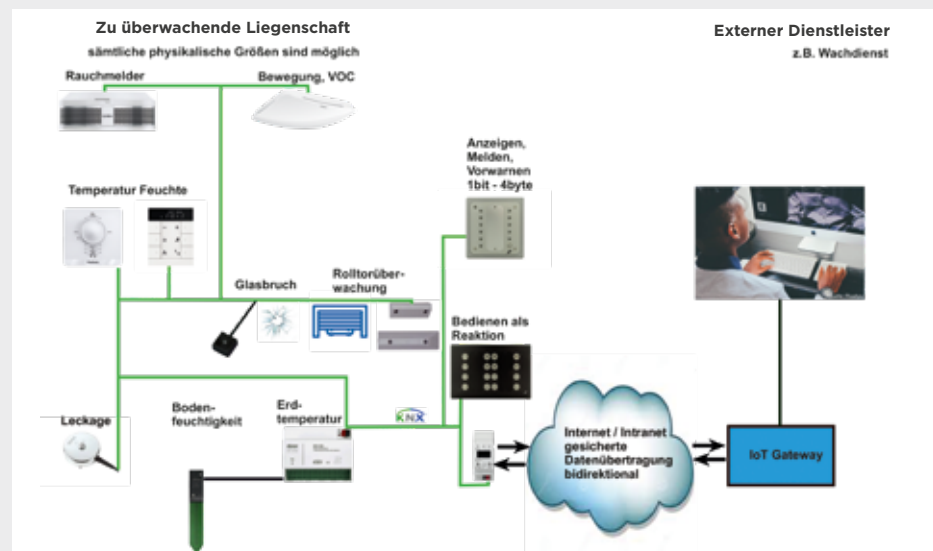 Zu überwachende Liegenschaft
sämtliche physikalische Größen sind möglich
Externer Dienstleister
z.B. Wachdienst
Rauchmelder
Bewegung, VOC
Anzeigen,
Melden,
Vorwarnen
1bit - 4byte
Temperatur Feuchte
Glasbruch
Rolltorüber-
wachung
Bedienen als
Reaktion
Leckage
Boden-
feuchtigkeit
Erd-
temperatur
KNX
Internet / Intranet
gesicherte
Datenübertragung
bidirektional
IoT Gateway